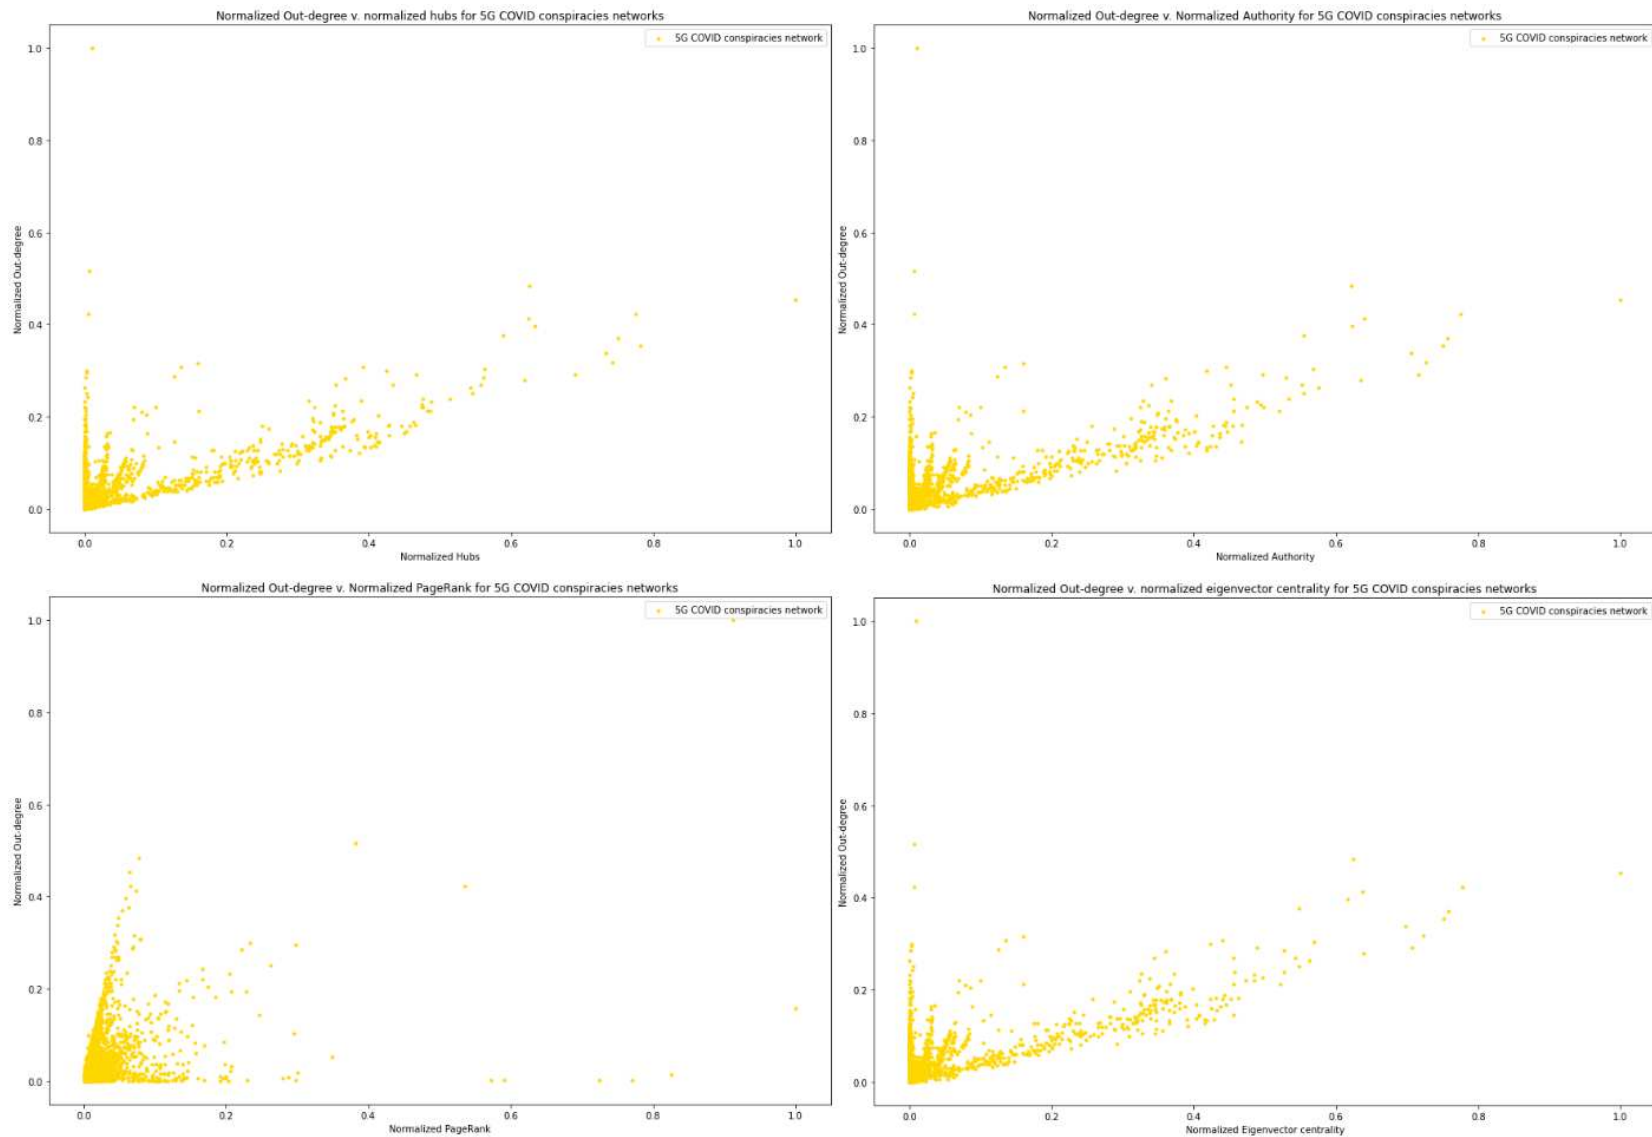 Normalized Out-degree v. normalized hubs for 5G COVID conspiracies networks
5G COVID conspiracies network
1.0
0.8
0.6
0.4
0.2
0.0
Normalized Out-degree
0.0 0.2 0.4 0.6 0.8 1.0
Normalized Hubs
Normalized Out-degree v. Normalized Authority for 5G COVID conspiracies networks
5G COVID conspiracies network
1.0
0.8
0.6
0.4
0.2
0.0
Normalized Out-degree
0.0 0.2 0.4 0.6 0.8 1.0
Normalized Authority
Normalized Out-degree v. Normalized PageRank for 5G COVID conspiracies networks
5G COVID conspiracies network
1.0
0.8
0.6
0.4
0.2
0.0
Normalized Out-degree
0.0 0.2 0.4 0.6 0.8 1.0
Normalized PageRank
Normalized Out-degree v. normalized eigenvector centrality for 5G COVID conspiracies networks
5G COVID conspiracies network
1.0
0.8
0.6
0.4
0.2
0.0
Normalized Out-degree
0.0 0.2 0.4 0.6 0.8 1.0
Normalized Eigenvector centrality